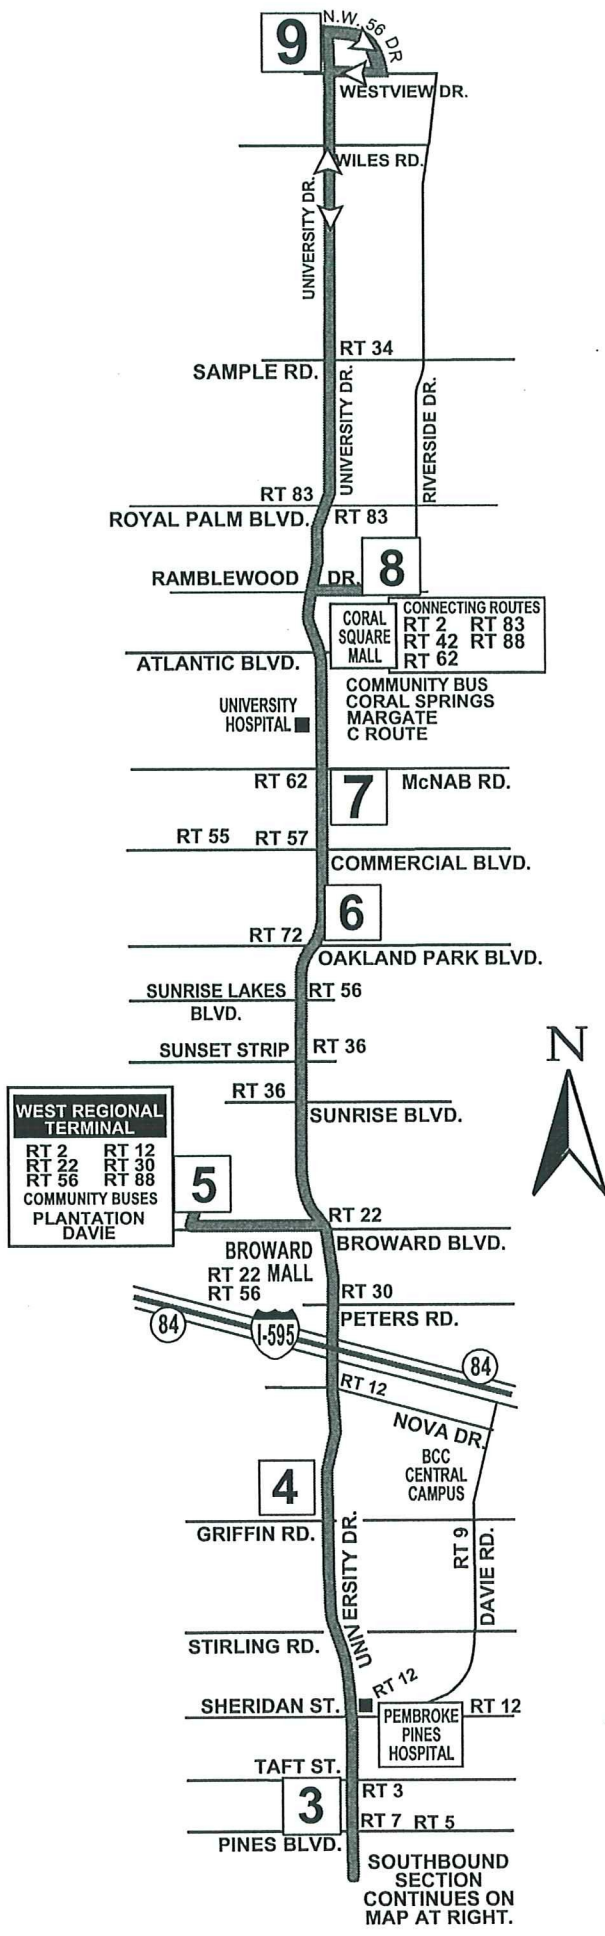 9
N.W. 56 DR
WESTVIEW DR.
WILES RD.
UNIVERSITY DR.
RT 34
SAMPLE RD.
UNIVERSITY DR.
RIVERSIDE DR.
RT 83
ROYAL PALM BLVD.
RT 83
8
RAMBLEWOOD DR.
CORAL
SQUARE
MALL
CONNECTING ROUTES
RT 2 RT 83
RT 42 RT 88
RT 62
ATLANTIC BLVD.
COMMUNITY BUS
CORAL SPRINGS
MARGATE
C ROUTE
UNIVERSITY
HOSPITAL
RT 62
7
McNAB RD.
RT 55 RT 57
COMMERCIAL BLVD.
6
RT 72
OAKLAND PARK BLVD.
SUNRISE LAKES
BLVD.
RT 56
SUNSET STRIP
RT 36
RT 36
SUNRISE BLVD.
N
WEST REGIONAL
TERMINAL
RT 2 RT 12
RT 22 RT 30
RT 56 RT 88
COMMUNITY BUSES
PLANTATION
DAVIE
5
RT 22
BROWARD BLVD.
BROWARD
MALL
RT 22
RT 56
RT 30
PETERS RD.
84
I-595
84
RT 12
NOVA DR.
BCC
CENTRAL
CAMPUS
4
GRIFFIN RD.
UNIVERSITY DR.
RT 9
DAVIE RD.
STIRLING RD.
RT 12
SHERIDAN ST.
RT 12
PEMBROKE
PINES
HOSPITAL
TAFT ST.
RT 3
3
RT 7 RT 5
PINES BLVD.
SOUTHBOUND
SECTION
CONTINUES ON
MAP AT RIGHT.